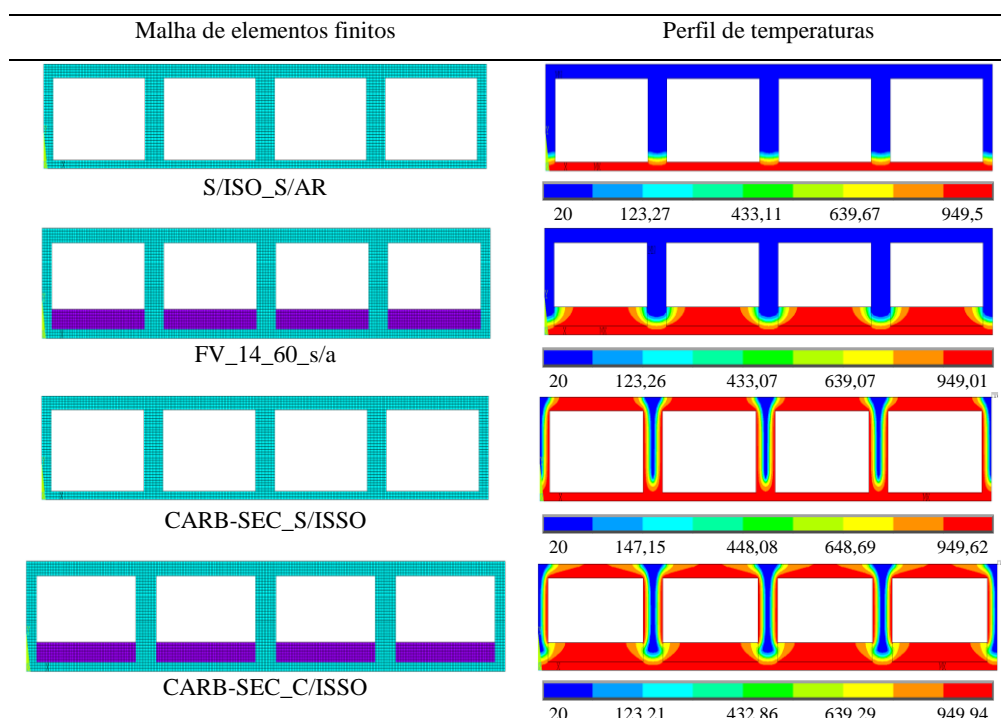 Malha de elementos finitos Perfil de temperaturas
S/ISO_S/AR
20 123,27 433,11 639,67 949,5
FV_14_60_s/a
20 123,26 433,07 639,07 949,01
CARB-SEC_S/ISSO
20 147,15 448,08 648,69 949,62
CARB-SEC_C/ISSO
20 123,21 432,86 639,29 949,94